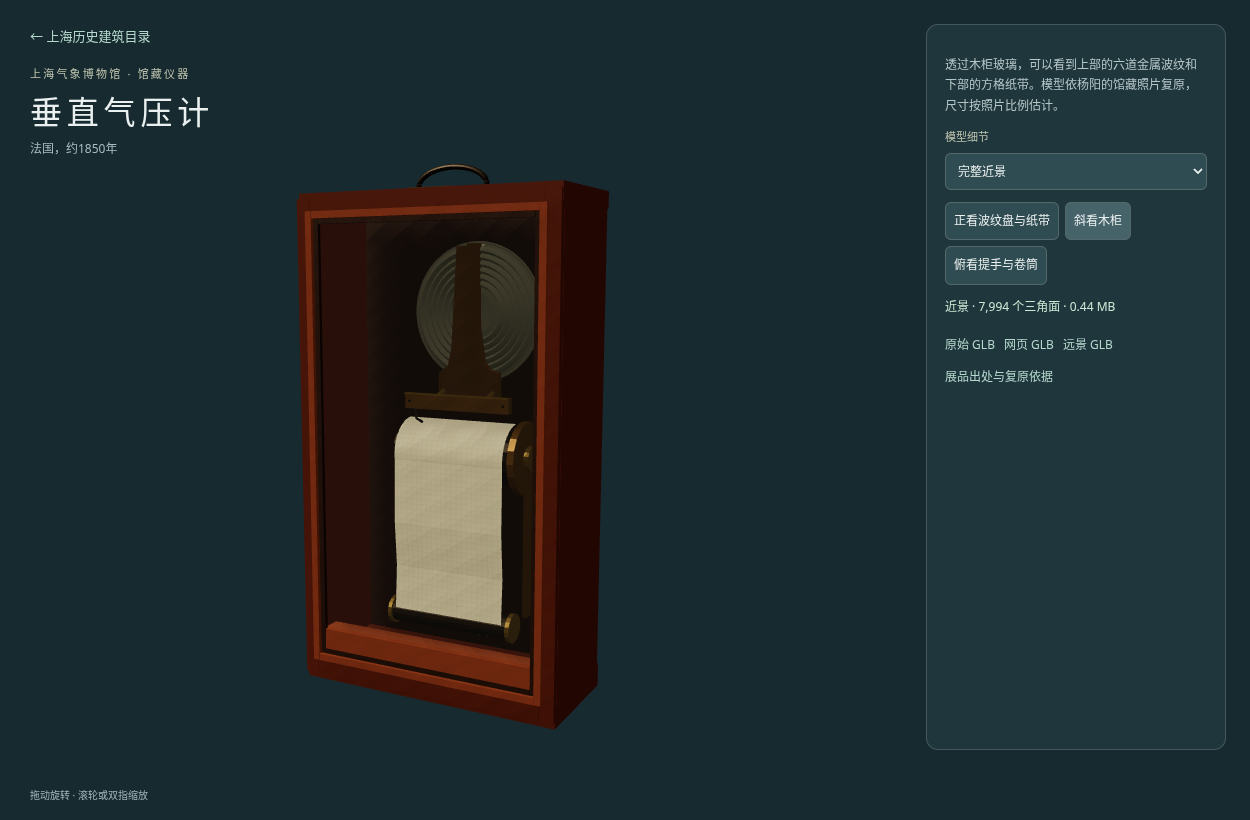 ← 上海历史建筑目录
上海气象博物馆 · 馆藏仪器
垂直气压计
法国，约1850年
透过木柜玻璃，可以看到上部的六道金属波纹和
下部的方格纸带。模型依杨阳的馆藏照片复原，
尺寸按照片比例估计。
模型细节
完整近景
正看波纹盘与纸带
斜看木柜
俯看提手与卷筒
近景 · 7,994 个三角面 · 0.44 MB
原始 GLB 网页 GLB 远景 GLB
展品出处与复原依据
拖动旋转 · 滚轮或双指缩放